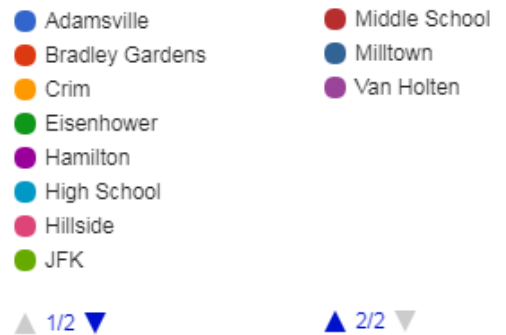 Adamsville
Bradley Gardens
Crim
Eisenhower
Hamilton
High School
Hillside
JFK
1/2
Middle School
Milltown
Van Holten
2/2